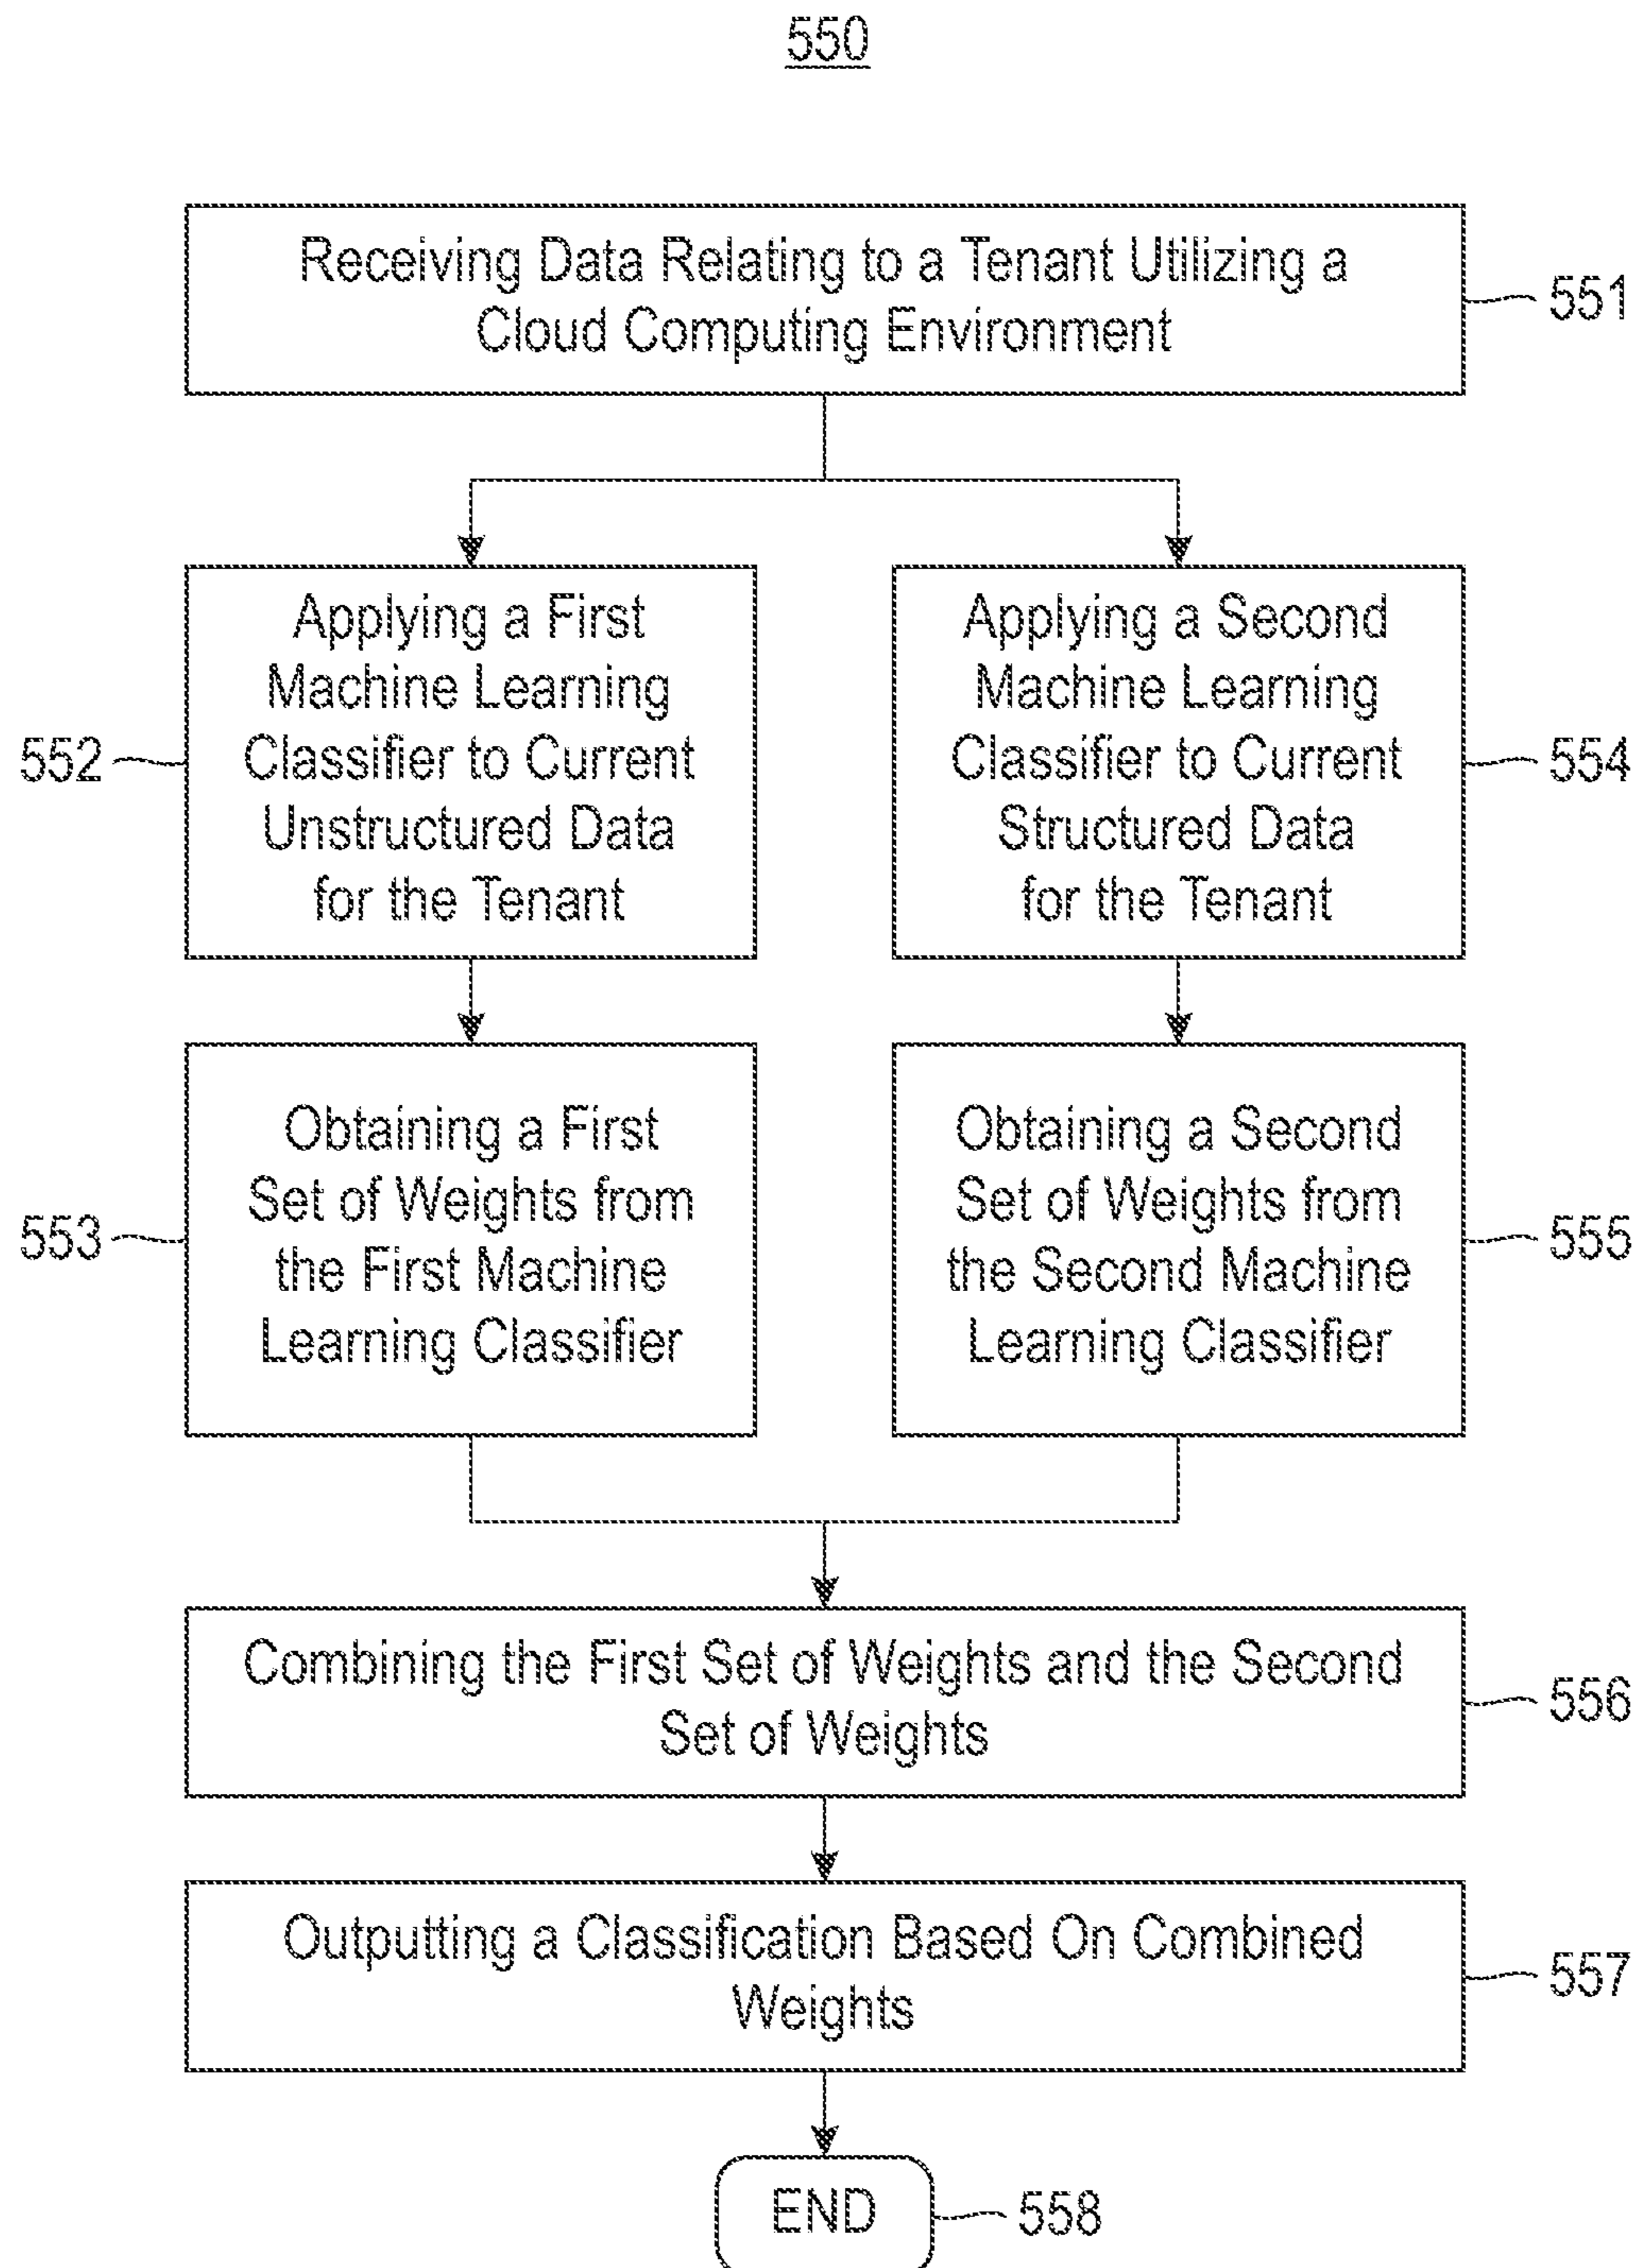 550
Receiving Data Relating to a Tenant Utilizing a
Cloud Computing Environment
551
Applying a First
Machine Learning
Classifier to Current
Unstructured Data
for the Tenant
552
Applying a Second
Machine Learning
Classifier to Current
Structured Data
for the Tenant
554
Obtaining a First
Set of Weights from
the First Machine
Learning Classifier
553
Obtaining a Second
Set of Weights from
the Second Machine
Learning Classifier
555
Combining the First Set of Weights and the Second
Set of Weights
556
Outputting a Classification Based On Combined
Weights
557
END
558